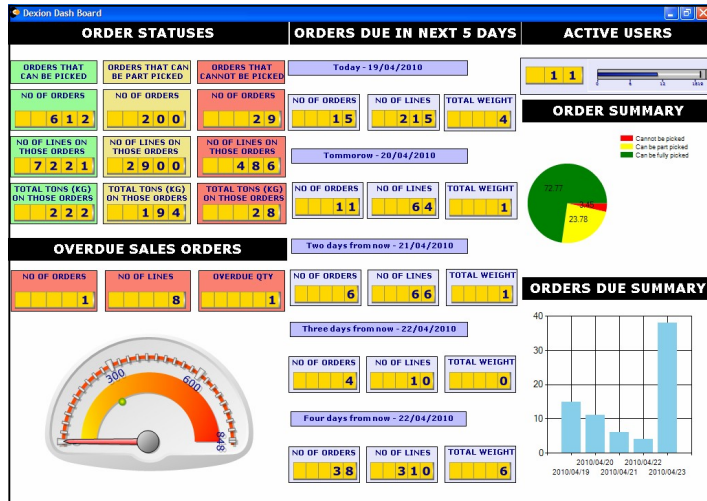 Dexion Dash Board
ORDER STATUSES
ORDERS THAT
CAN BE PICKED
ORDERS THAT CAN
BE PART PICKED
ORDERS THAT
CANNOT BE PICKED
NO OF ORDERS
612
NO OF ORDERS
200
NO OF ORDERS
29
NO OF LINES ON
THOSE ORDERS
7221
NO OF LINES ON
THOSE ORDERS
2900
NO OF LINES ON
THOSE ORDERS
486
TOTAL TONS (KG)
ON THOSE ORDERS
222
TOTAL TONS (KG)
ON THOSE ORDERS
194
TOTAL TONS (KG)
ON THOSE ORDERS
28
OVERDUE SALES ORDERS
NO OF ORDERS
1
NO OF LINES
8
OVERDUE QTY
1
300
600
848
ORDERS DUE IN NEXT 5 DAYS
Today - 19/04/2010
NO OF ORDERS
15
NO OF LINES
215
TOTAL WEIGHT
4
Tommorow - 20/04/2010
NO OF ORDERS
11
NO OF LINES
64
TOTAL WEIGHT
1
Two days from now - 21/04/2010
NO OF ORDERS
6
NO OF LINES
66
TOTAL WEIGHT
1
Three days from now - 22/04/2010
NO OF ORDERS
4
NO OF LINES
10
TOTAL WEIGHT
0
Four days from now - 22/04/2010
NO OF ORDERS
38
NO OF LINES
310
TOTAL WEIGHT
6
ACTIVE USERS
11
ORDER SUMMARY
Cannot be picked
Can be part picked
Can be fully picked
72.77
3.45
23.78
ORDERS DUE SUMMARY
40
30
20
10
0
2010/04/20 2010/04/22
2010/04/19 2010/04/21 2010/04/23